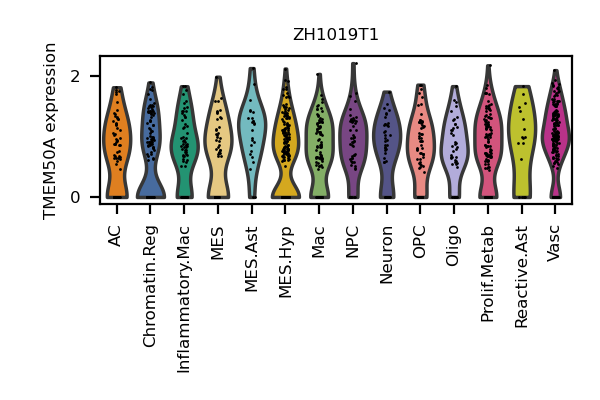 ZH1019T1
TMEM50A expression
2
0
AC
Chromatin.Reg
Inflammatory.Mac
MES
MES.Ast
MES.Hyp
Mac
NPC
Neuron
OPC
Oligo
Prolif.Metab
Reactive.Ast
Vasc